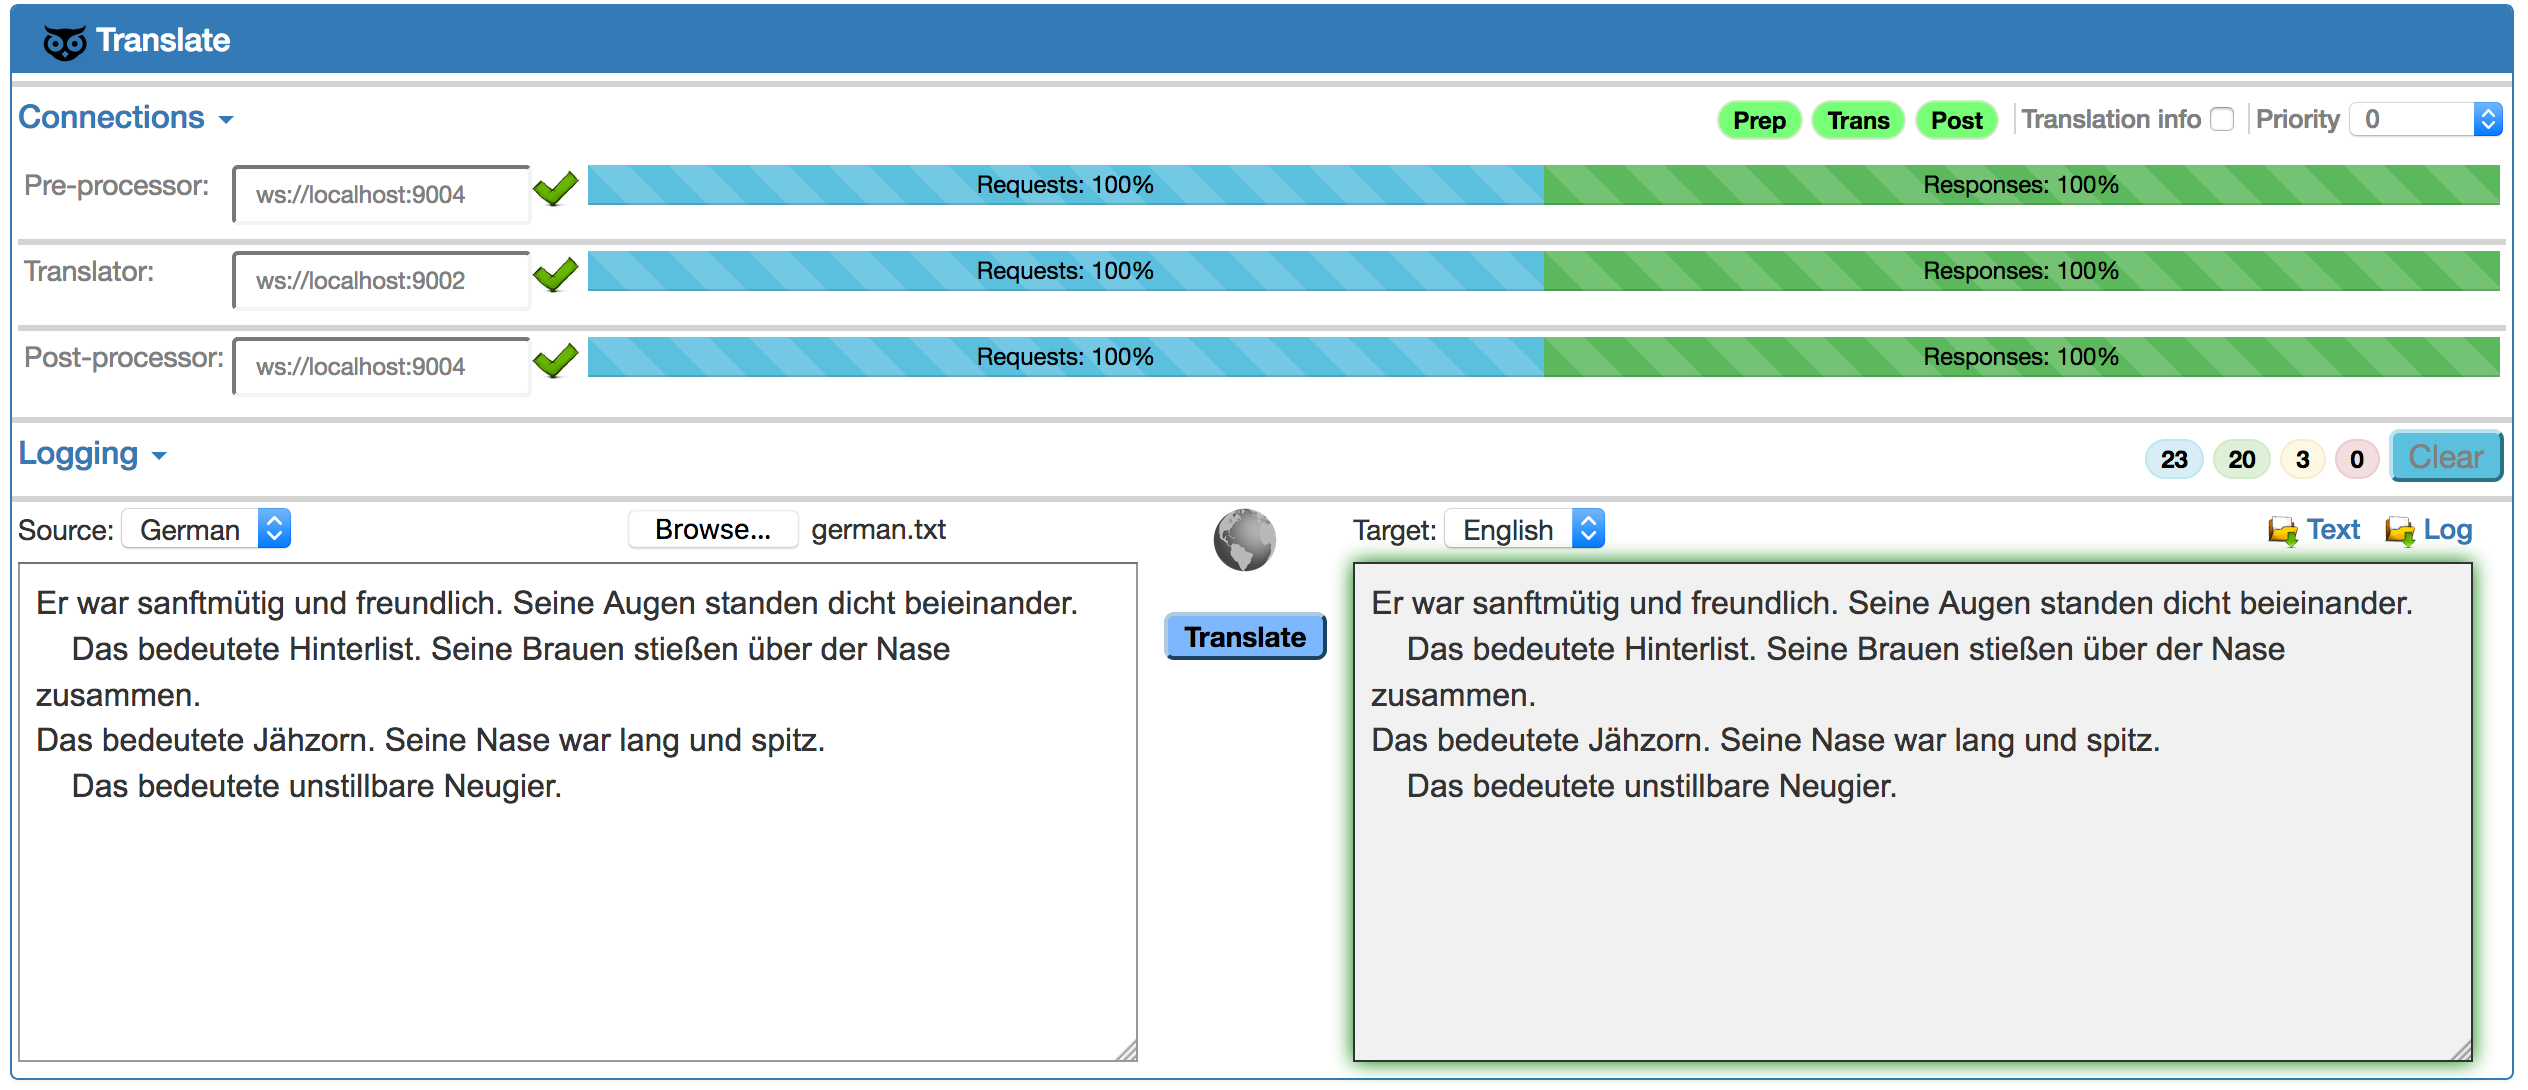 Translate
Connections
Prep Trans Post Translation info Priority 0
Pre-processor: ws://localhost:9004 Requests: 100% Responses: 100%
Translator: ws://localhost:9002 Requests: 100% Responses: 100%
Post-processor: ws://localhost:9004 Requests: 100% Responses: 100%
Logging 23 20 3 0 Clear
Source: German Browse... german.txt Target: English Text Log
Er war sanftmütig und freundlich. Seine Augen standen dicht beieinander.
Das bedeutete Hinterlist. Seine Brauen stießen über der Nase
zusammen.
Das bedeutete Jähzorn. Seine Nase war lang und spitz.
Das bedeutete unstillbare Neugier.
Translate
Er war sanftmütig und freundlich. Seine Augen standen dicht beieinander.
Das bedeutete Hinterlist. Seine Brauen stießen über der Nase
zusammen.
Das bedeutete Jähzorn. Seine Nase war lang und spitz.
Das bedeutete unstillbare Neugier.